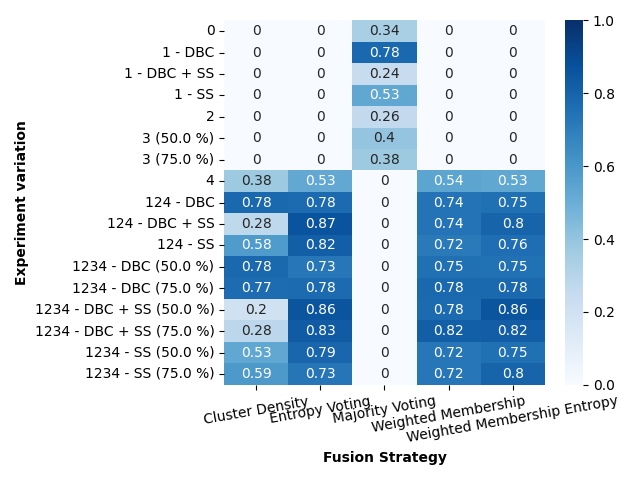 0 0 0 0.34 0 0 1.0
1 - DBC 0 0 0.78 0 0
1 - DBC + SS 0 0 0.24 0 0
1 - SS 0 0 0.53 0 0 0.8
2 0 0 0.26 0 0
3 (50.0 %) 0 0 0.4 0 0
3 (75.0 %) 0 0 0.38 0 0
4 0.38 0.53 0 0.54 0.53 0.6
124 - DBC 0.78 0.78 0 0.74 0.75
124 - DBC + SS 0.28 0.87 0 0.74 0.8
124 - SS 0.58 0.82 0 0.72 0.76 0.4
1234 - DBC (50.0 %) 0.78 0.73 0 0.75 0.75
1234 - DBC (75.0 %) 0.77 0.78 0 0.78 0.78
1234 - DBC + SS (50.0 %) 0.2 0.86 0 0.78 0.86 0.2
1234 - DBC + SS (75.0 %) 0.28 0.83 0 0.82 0.82
1234 - SS (50.0 %) 0.53 0.79 0 0.72 0.75
1234 - SS (75.0 %) 0.59 0.73 0 0.72 0.8 0.0
Experiment variation
Cluster Density
Entropy Voting
Majority Voting
Weighted Membership
Weighted Membership Entropy
Fusion Strategy